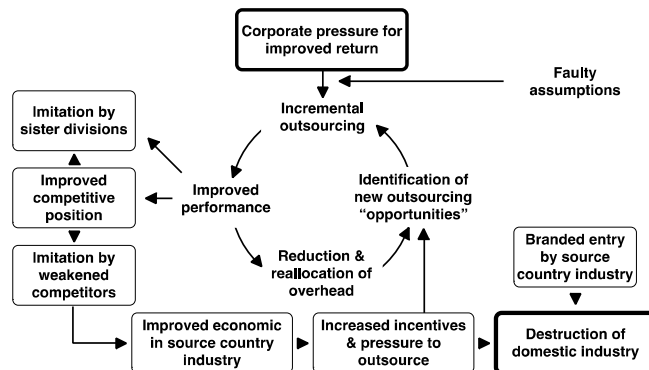 Corporate pressure for
improved return
Faulty
assumptions
Incremental
outsourcing
Imitation by
sister divisions
Improved
competitive
position
Improved
performance
Identification of
new outsourcing
“opportunities”
Imitation by
weakened
competitors
Reduction &
reallocation of
overhead
Branded entry
by source
country industry
Improved economic
in source country
industry
Increased incentives
& pressure to
outsource
Destruction of
domestic industry